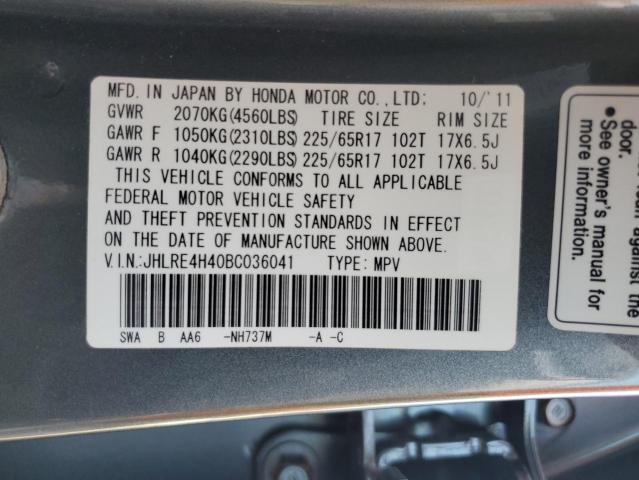 MFD. IN JAPAN BY HONDA MOTOR CO., LTD: 10/'11
GVWR 2070KG(4560LBS) TIRE SIZE RIM SIZE
GAWR F 1050KG(2310LBS) 225/65R17 102T 17X6.5J
GAWR R 1040KG(2290LBS) 225/65R17 102T 17X6.5J
THIS VEHICLE CONFORMS TO ALL APPLICABLE
FEDERAL MOTOR VEHICLE SAFETY
AND THEFT PREVENTION STANDARDS IN EFFECT
ON THE DATE OF MANUFACTURE SHOWN ABOVE.
V.I.N:JHLRE4H40BC036041 TYPE: MPV
SWA B AA6 -NH737M -A -C
against the
door.
• See owner's manual for
more information.